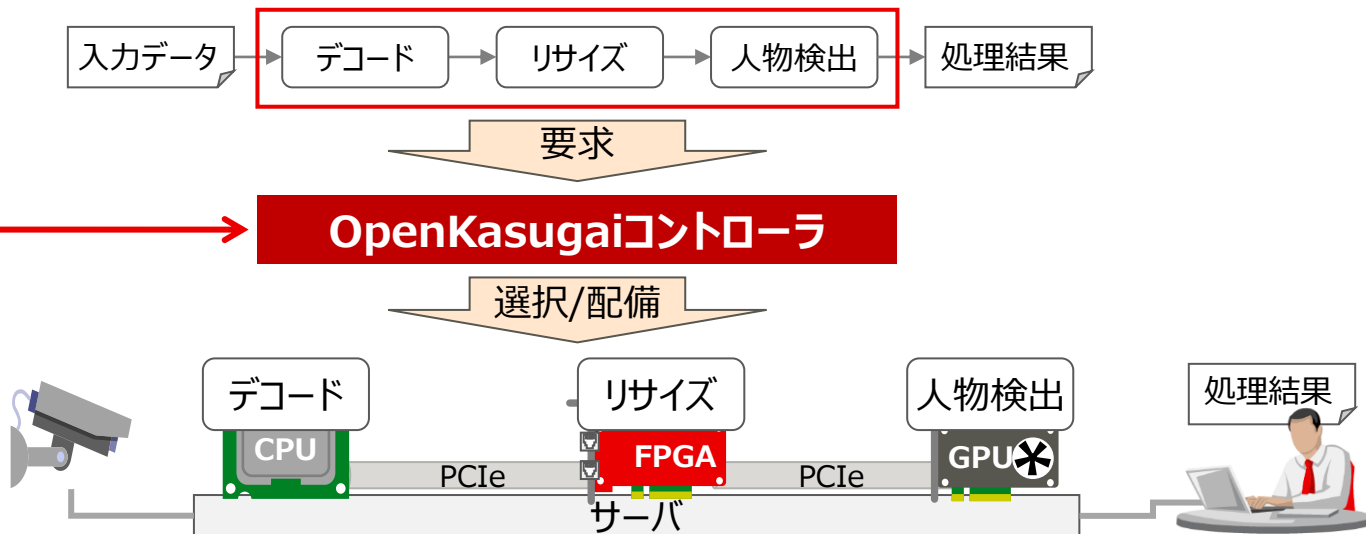 入力データ
デコード
リサイズ
人物検出
処理結果
要求
OpenKasugaiコントローラ
選択/配備
デコード
リサイズ
人物検出
処理結果
CPU
PCIe
FPGA
PCIe
GPU
サーバ